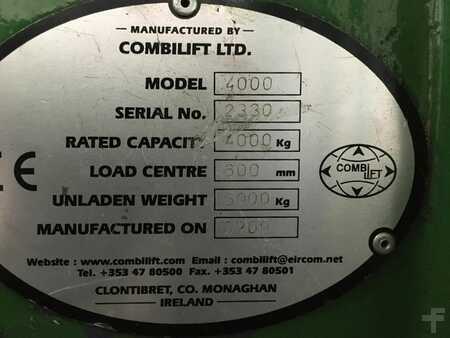 MANUFACTURED BY
COMBILIFT LTD.
MODEL 4000
SERIAL No. 2330
RATED CAPACITY 4000 Kg
LOAD CENTRE 600 mm
COMBILIFT
UNLADEN WEIGHT Kg
MANUFACTURED ON
CE
Website : www.combilift.com Email : combilift@eircom.net
Tel. +353 47 80500 Fax. +353 47 80501
CLONTIBRET, CO. MONAGHAN
IRELAND